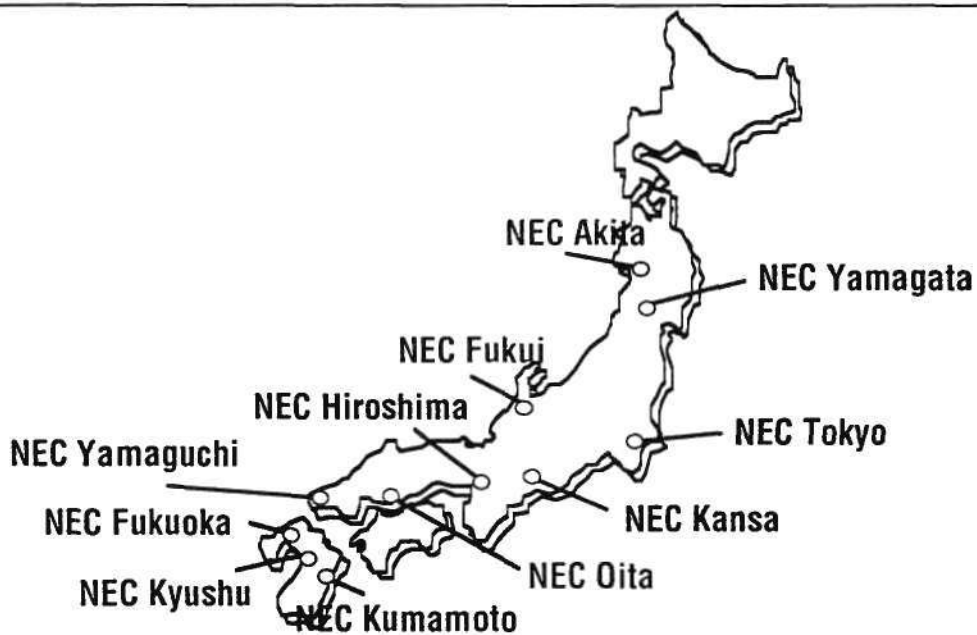 NEC Akita
NEC Yamagata
NEC Fukui
NEC Hiroshima
NEC Tokyo
NEC Yamaguchi
NEC Fukuoka
NEC Kansa
NEC Oita
NEC Kyushu
NEC Kumamoto